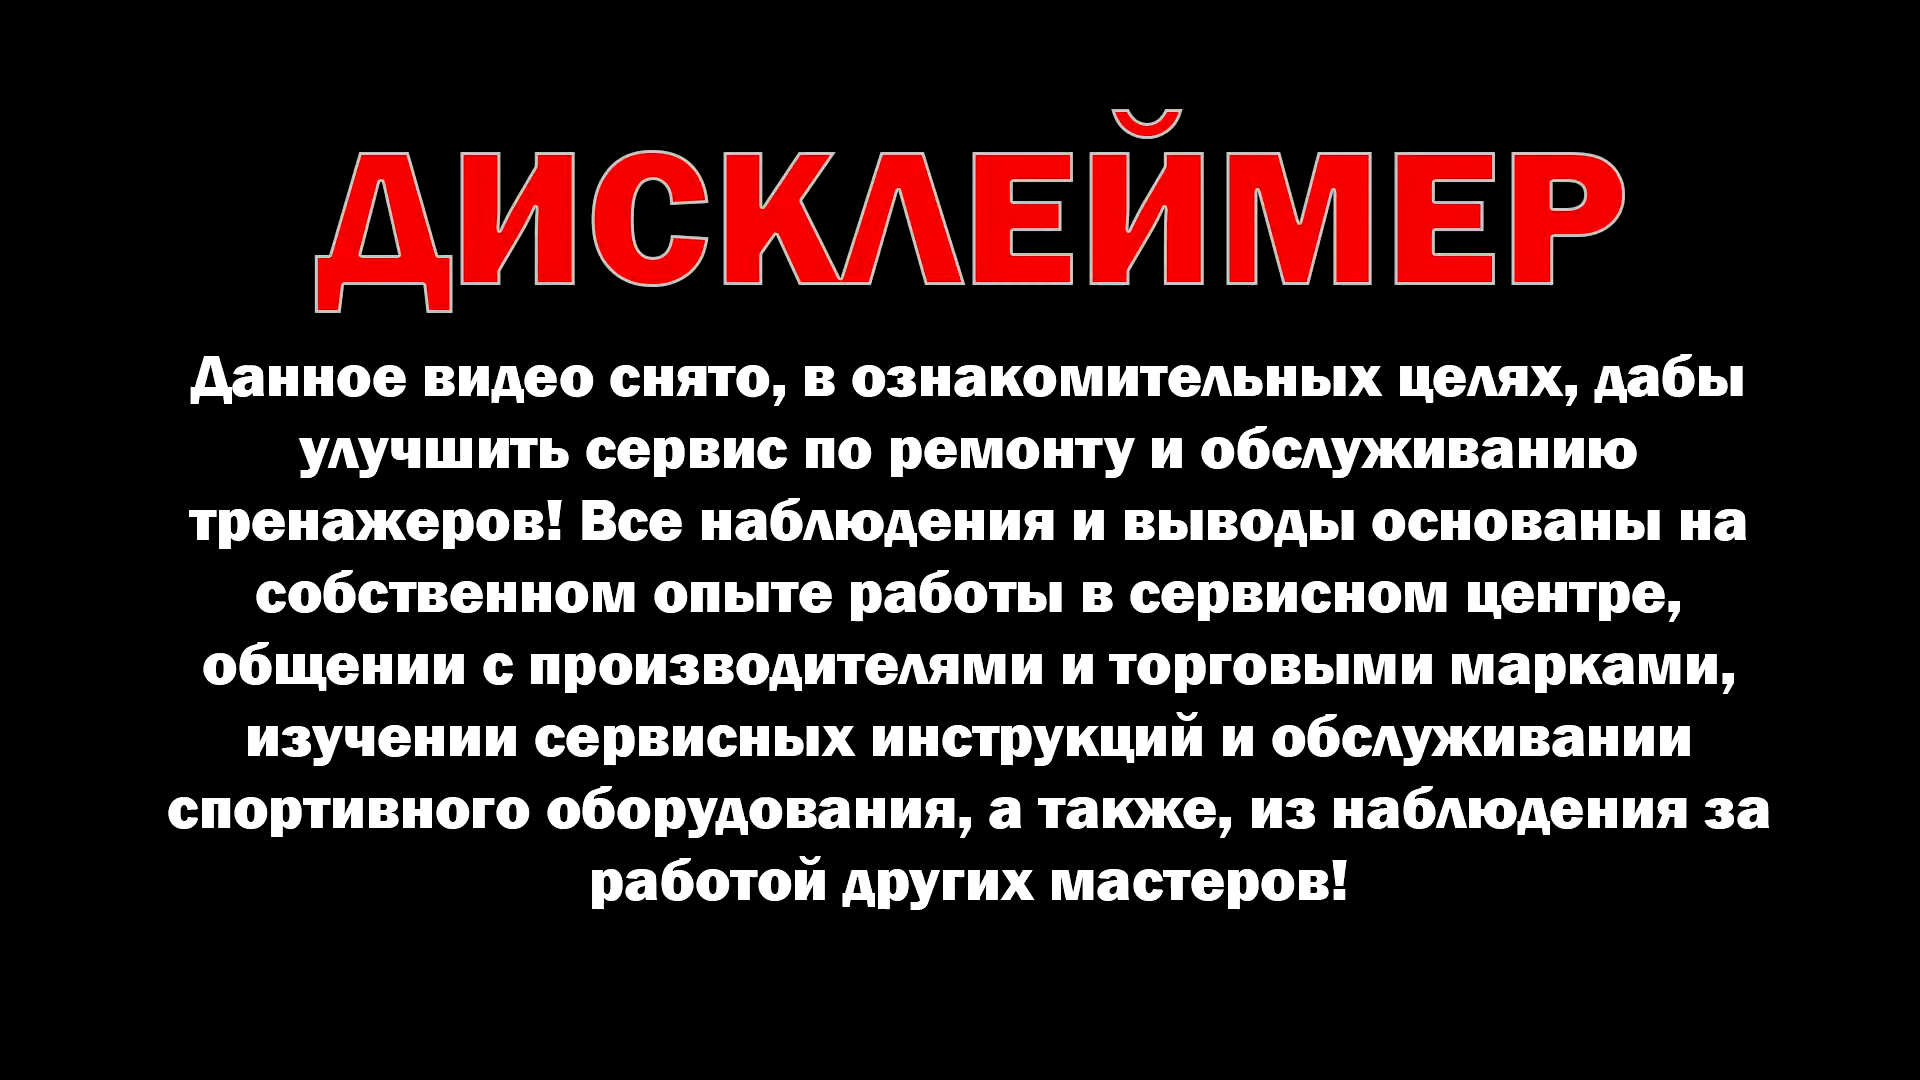 ДИСКЛЕЙМЕР
Данное видео снято, в ознакомительных целях, дабы
улучшить сервис по ремонту и обслуживанию
тренажеров! Все наблюдения и выводы основаны на
собственном опыте работы в сервисном центре,
общении с производителями и торговыми марками,
изучении сервисных инструкций и обслуживании
спортивного оборудования, а также, из наблюдения за
работой других мастеров!